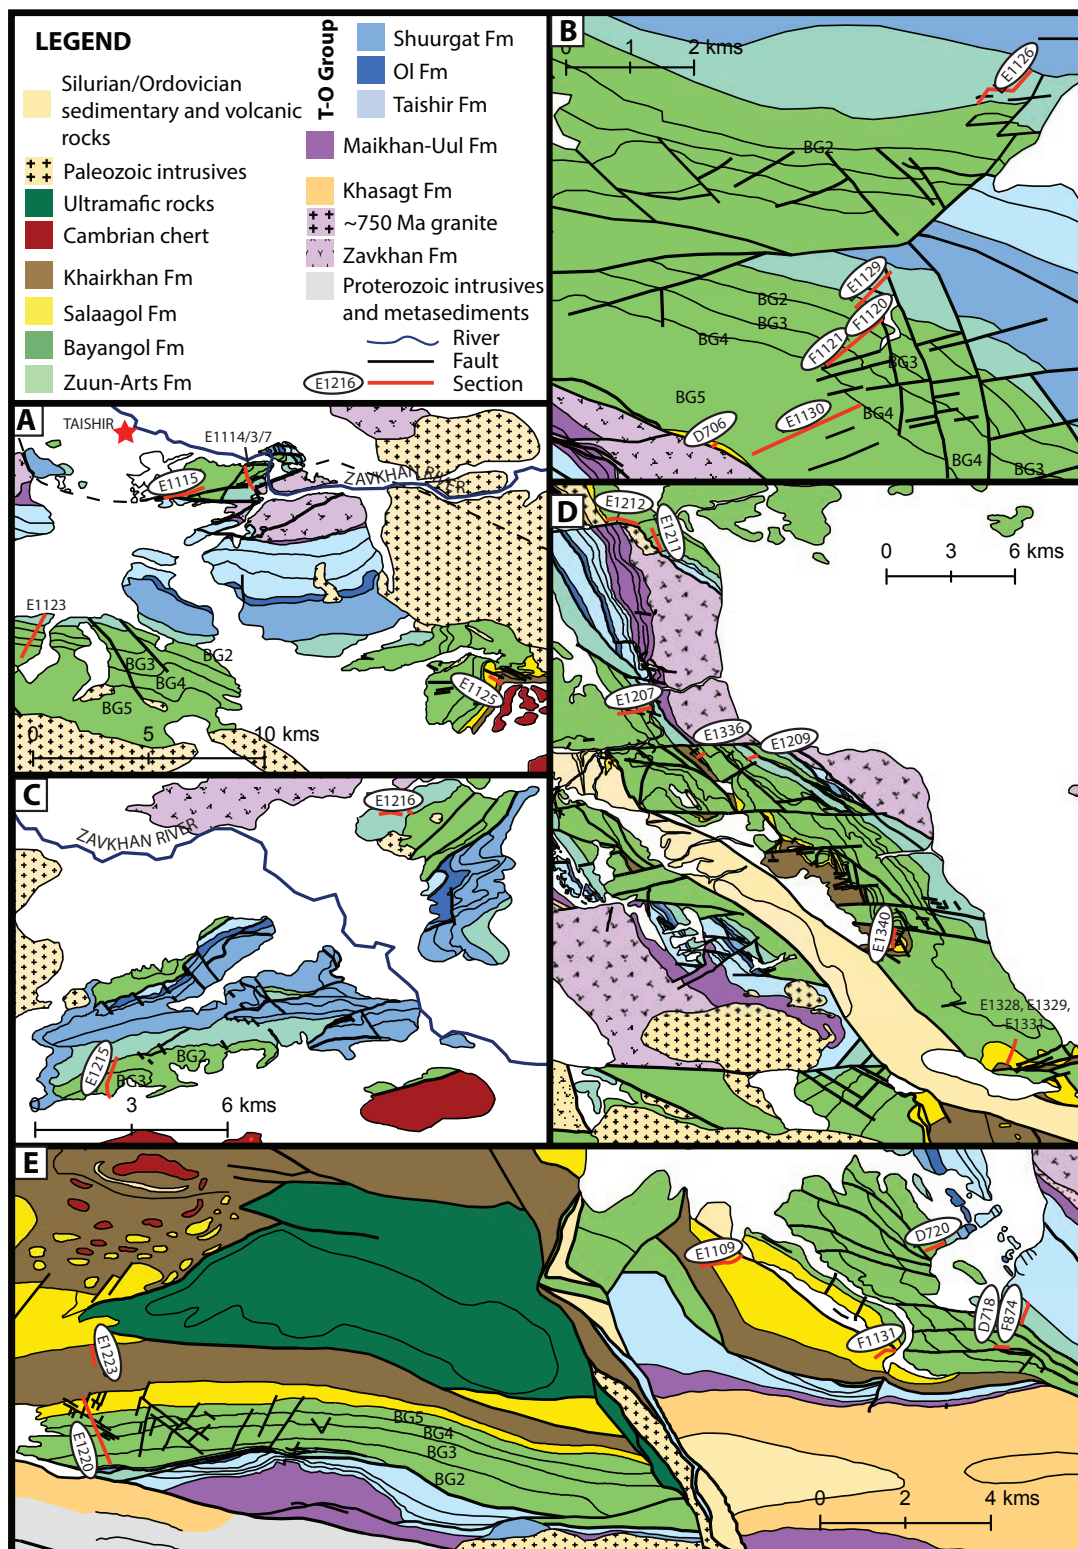 LEGEND
Silurian/Ordovician
sedimentary and volcanic
rocks
Paleozoic intrusives
Ultramafic rocks
Cambrian chert
Khairkhan Fm
Salaagol Fm
Bayangol Fm
Zuun-Arts Fm
T-O Group
Shuurgat Fm
Ol Fm
Taishir Fm
Maikhan-Uul Fm
Khasagt Fm
~750 Ma granite
Zavkhan Fm
Proterozoic intrusives
and metasediments
River
Fault
E1216 Section
A
TAISHIR
E1114/3/7
E1115
ZAVKHAN RIVER
E1123
BG2
BG3
BG4
BG5
E1125
0 5 10 kms
B
0 1 2 kms
E1126
BG2
E1129
BG2
F1120
BG3
BG4
F1121
BG3
BG5
E1130
BG4
D706
BG4
BG3
C
E1216
ZAVKHAN RIVER
BG2
E1215
BG3
0 3 6 kms
D
E1212
E1211
0 3 6 kms
E1207
E1336
E1209
E1340
E1328, E1329,
E1331
E
E1109
D720
D718
F874
F1131
E1223
BG5
BG4
BG3
BG2
E1220
0 2 4 kms